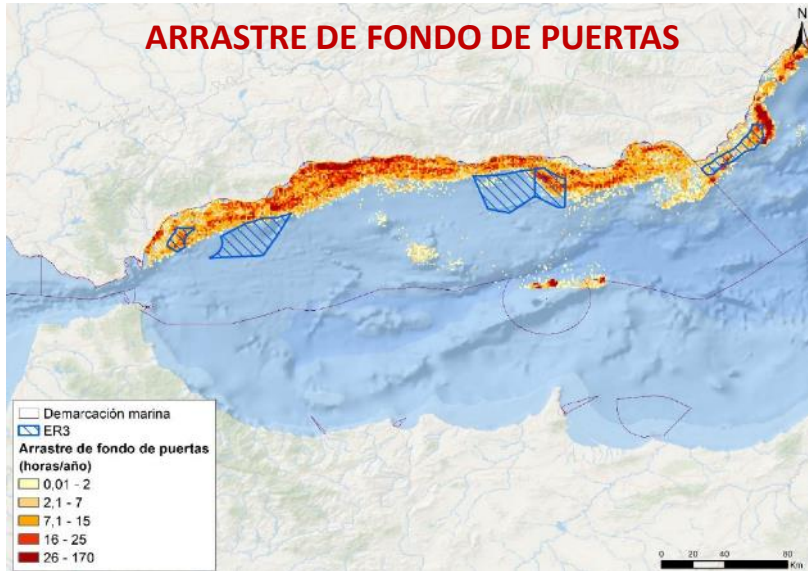 ARRASTRE DE FONDO DE PUERTAS
N
Demarcación marina
ER3
Arrastre de fondo de puertas
(horas/año)
0,01 - 2
2,1 - 7
7,1 - 15
16 - 25
26 - 170
0 20 40 60 80
Km